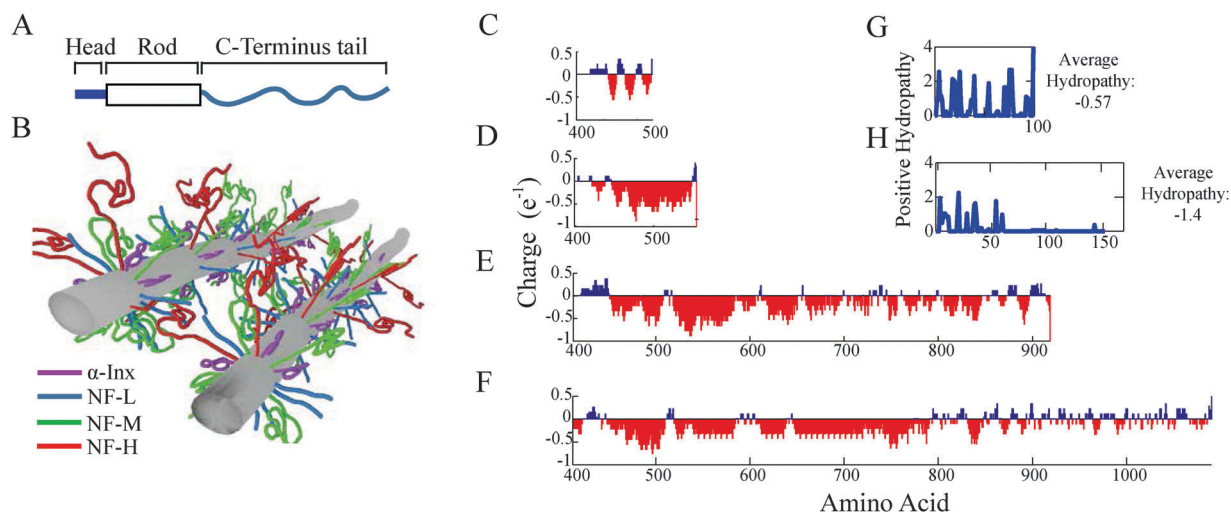 A
Head Rod C-Terminus tail
B
α-Inx
NF-L
NF-M
NF-H
C
0.5
0
-0.5
-1
400 500
D
0.5
0
-0.5
-1
400 500
E
0.5
0
-0.5
-1
400 500 600 700 800 900
F
0.5
0
-0.5
-1
400 500 600 700 800 900 1000
Charge (e⁻¹)
Amino Acid
G
4
2
0
100
Average
Hydropathy:
-0.57
H
4
2
0
50 100 150
Average
Hydropathy:
-1.4
Positive Hydropathy